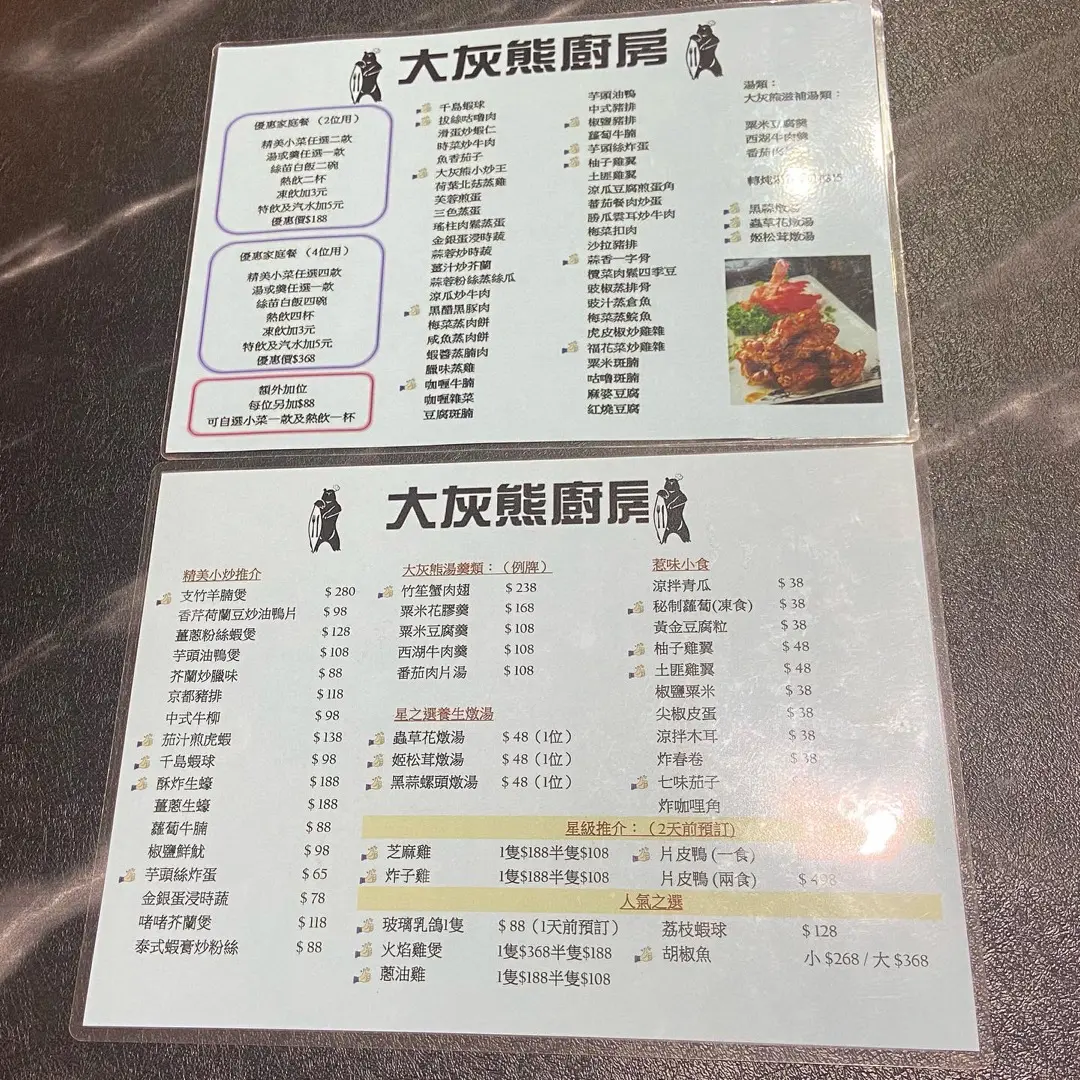 大灰熊廚房
優惠家庭餐 (2位用)
精美小菜任選二款
湯或羹任選一款
絲苗白飯二碗
熱飲二杯
凍飲加3元
特飲及汽水加5元
優惠價$188
優惠家庭餐 (4位用)
精美小菜任選四款
湯或羹任選一款
絲苗白飯四碗
熱飲四杯
凍飲加3元
特飲及汽水加5元
優惠價$368
額外加位
每位另加$88
可自選小菜一款及熱飲一杯
千島蝦球
拔絲咕嚕肉
滑蛋炒蝦仁
時菜炒牛肉
魚香茄子
大灰熊小炒王
荷葉北菇蒸雞
芙蓉煎蛋
三色蒸蛋
瑤柱肉鬆蒸蛋
金銀蛋浸時蔬
蒜蓉炒時蔬
薑汁炒芥蘭
蒜蓉粉絲蒸絲瓜
涼瓜炒牛肉
黑醋黑豚肉
梅菜蒸肉餅
咸魚蒸肉餅
蝦醬蒸腩肉
臘味蒸雞
咖喱牛腩
咖喱雜菜
豆腐斑腩
芋頭油鴨
中式豬排
椒鹽豬排
蘿蔔牛腩
芋頭絲炸蛋
柚子雞翼
土匪雞翼
涼瓜豆腐煎蛋角
蕃茄餐肉炒蛋
勝瓜雲耳炒牛肉
梅菜扣肉
沙拉豬排
蒜香一字骨
欖菜肉鬆四季豆
豉椒蒸排骨
豉汁蒸倉魚
梅菜蒸鯇魚
虎皮椒炒雞雜
福花菜炒雞雜
粟米斑腩
咕嚕斑腩
麻婆豆腐
紅燒豆腐
湯類：
大灰熊滋補湯類：
粟米豆腐羹
西湖牛肉羹
番茄肉
轉炖
黑蒜燉
蟲草花燉湯
姬松茸燉湯
大灰熊廚房
精美小炒推介
支竹羊腩煲 $280
香芹荷蘭豆炒油鴨片 $98
薑蔥粉絲蝦煲 $128
芋頭油鴨煲 $108
芥蘭炒臘味 $88
京都豬排 $118
中式牛柳 $98
茄汁煎虎蝦 $138
千島蝦球 $98
酥炸生蠔 $188
薑蔥生蠔 $188
蘿蔔牛腩 $88
椒鹽鮮魷 $98
芋頭絲炸蛋 $65
金銀蛋浸時蔬 $78
啫啫芥蘭煲 $118
泰式蝦膏炒粉絲 $88
大灰熊湯羹類：（例牌）
竹笙蟹肉翅 $238
粟米花膠羹 $168
粟米豆腐羹 $108
西湖牛肉羹 $108
番茄肉片湯 $108
星之選養生燉湯
蟲草花燉湯 $48（1位）
姬松茸燉湯 $48（1位）
黑蒜螺頭燉湯 $48（1位）
惹味小食
涼拌青瓜 $38
秘制蘿蔔(凍食) $38
黃金豆腐粒 $38
柚子雞翼 $48
土匪雞翼 $48
椒鹽粟米 $38
尖椒皮蛋 $38
涼拌木耳 $38
炸春卷 $38
七味茄子
炸咖哩角
星級推介：（2天前預訂）
芝麻雞 1隻$188半隻$108
炸子雞 1隻$188半隻$108
片皮鴨 (一食)
片皮鴨 (兩食) $498
人氣之選
玻璃乳鴿1隻 $88（1天前預訂）
火焰雞煲 1隻$368半隻$188
蔥油雞 1隻$188半隻$108
荔枝蝦球 $128
胡椒魚 小 $268 / 大 $368